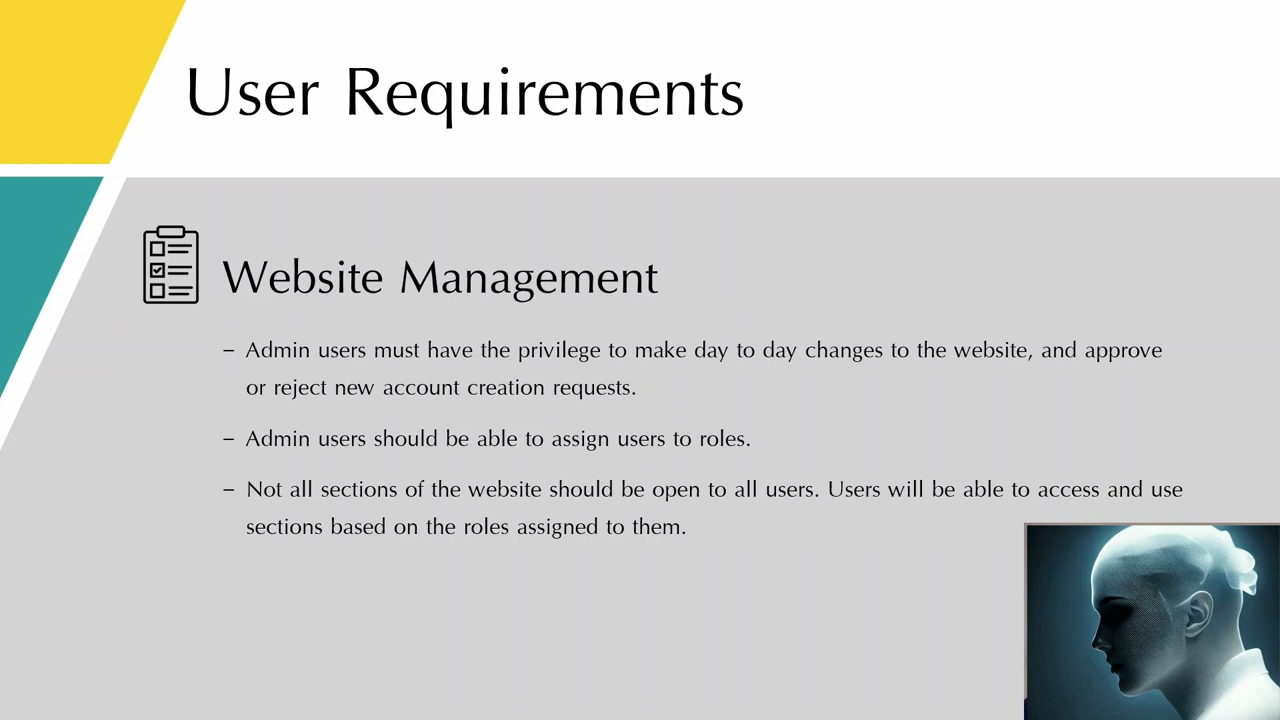 User Requirements
Website Management
– Admin users must have the privilege to make day to day changes to the website, and approve
or reject new account creation requests.
– Admin users should be able to assign users to roles.
– Not all sections of the website should be open to all users. Users will be able to access and use
sections based on the roles assigned to them.